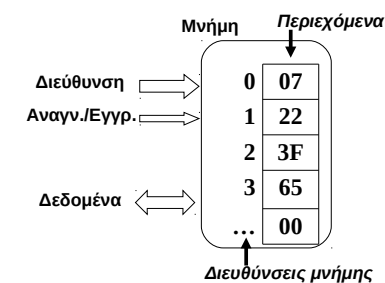 Περιεχόμενα
Μνήμη
Διεύθυνση 0 07
Αναγν./Εγγρ. 1 22
2 3F
Δεδομένα 3 65
... 00
Διευθύνσεις μνήμης